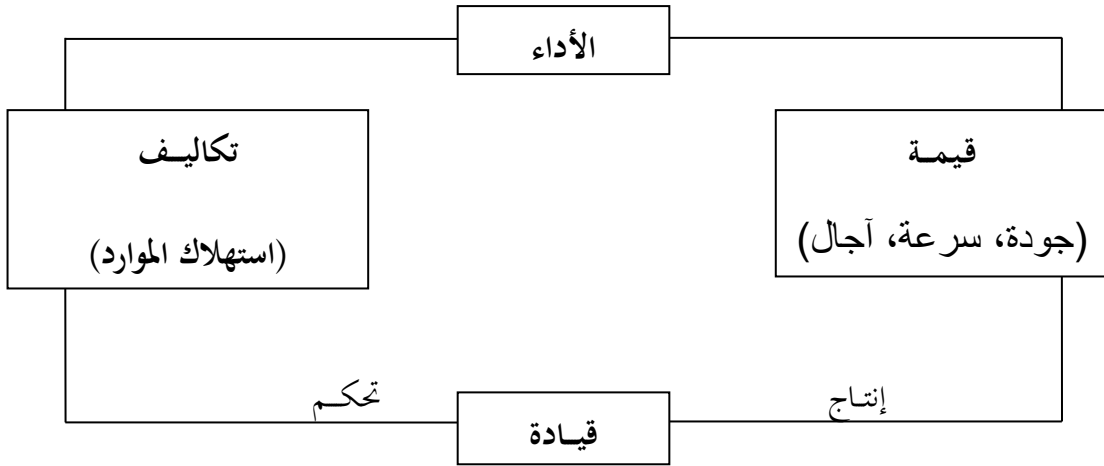 الأداء
قيمـة
(جودة، سرعة، آجال)
تكاليـف
(استهلاك الموارد)
إنتـاج
تحكـم
قيـادة